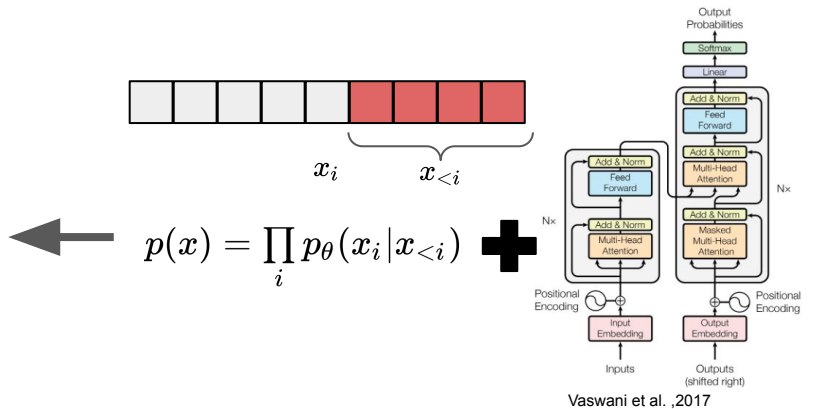 x_i
x_{<i}
p(x) = ∏_i p_θ(x_i|x_{<i})
Output
Probabilities
Softmax
Linear
Add & Norm
Feed
Forward
Add & Norm
Multi-Head
Attention
Add & Norm
Feed
Forward
N×
Add & Norm
Multi-Head
Attention
N×
Add & Norm
Masked
Multi-Head
Attention
Positional
Encoding
Positional
Encoding
Input
Embedding
Output
Embedding
Inputs
Outputs
(shifted right)
Vaswani et al. ,2017